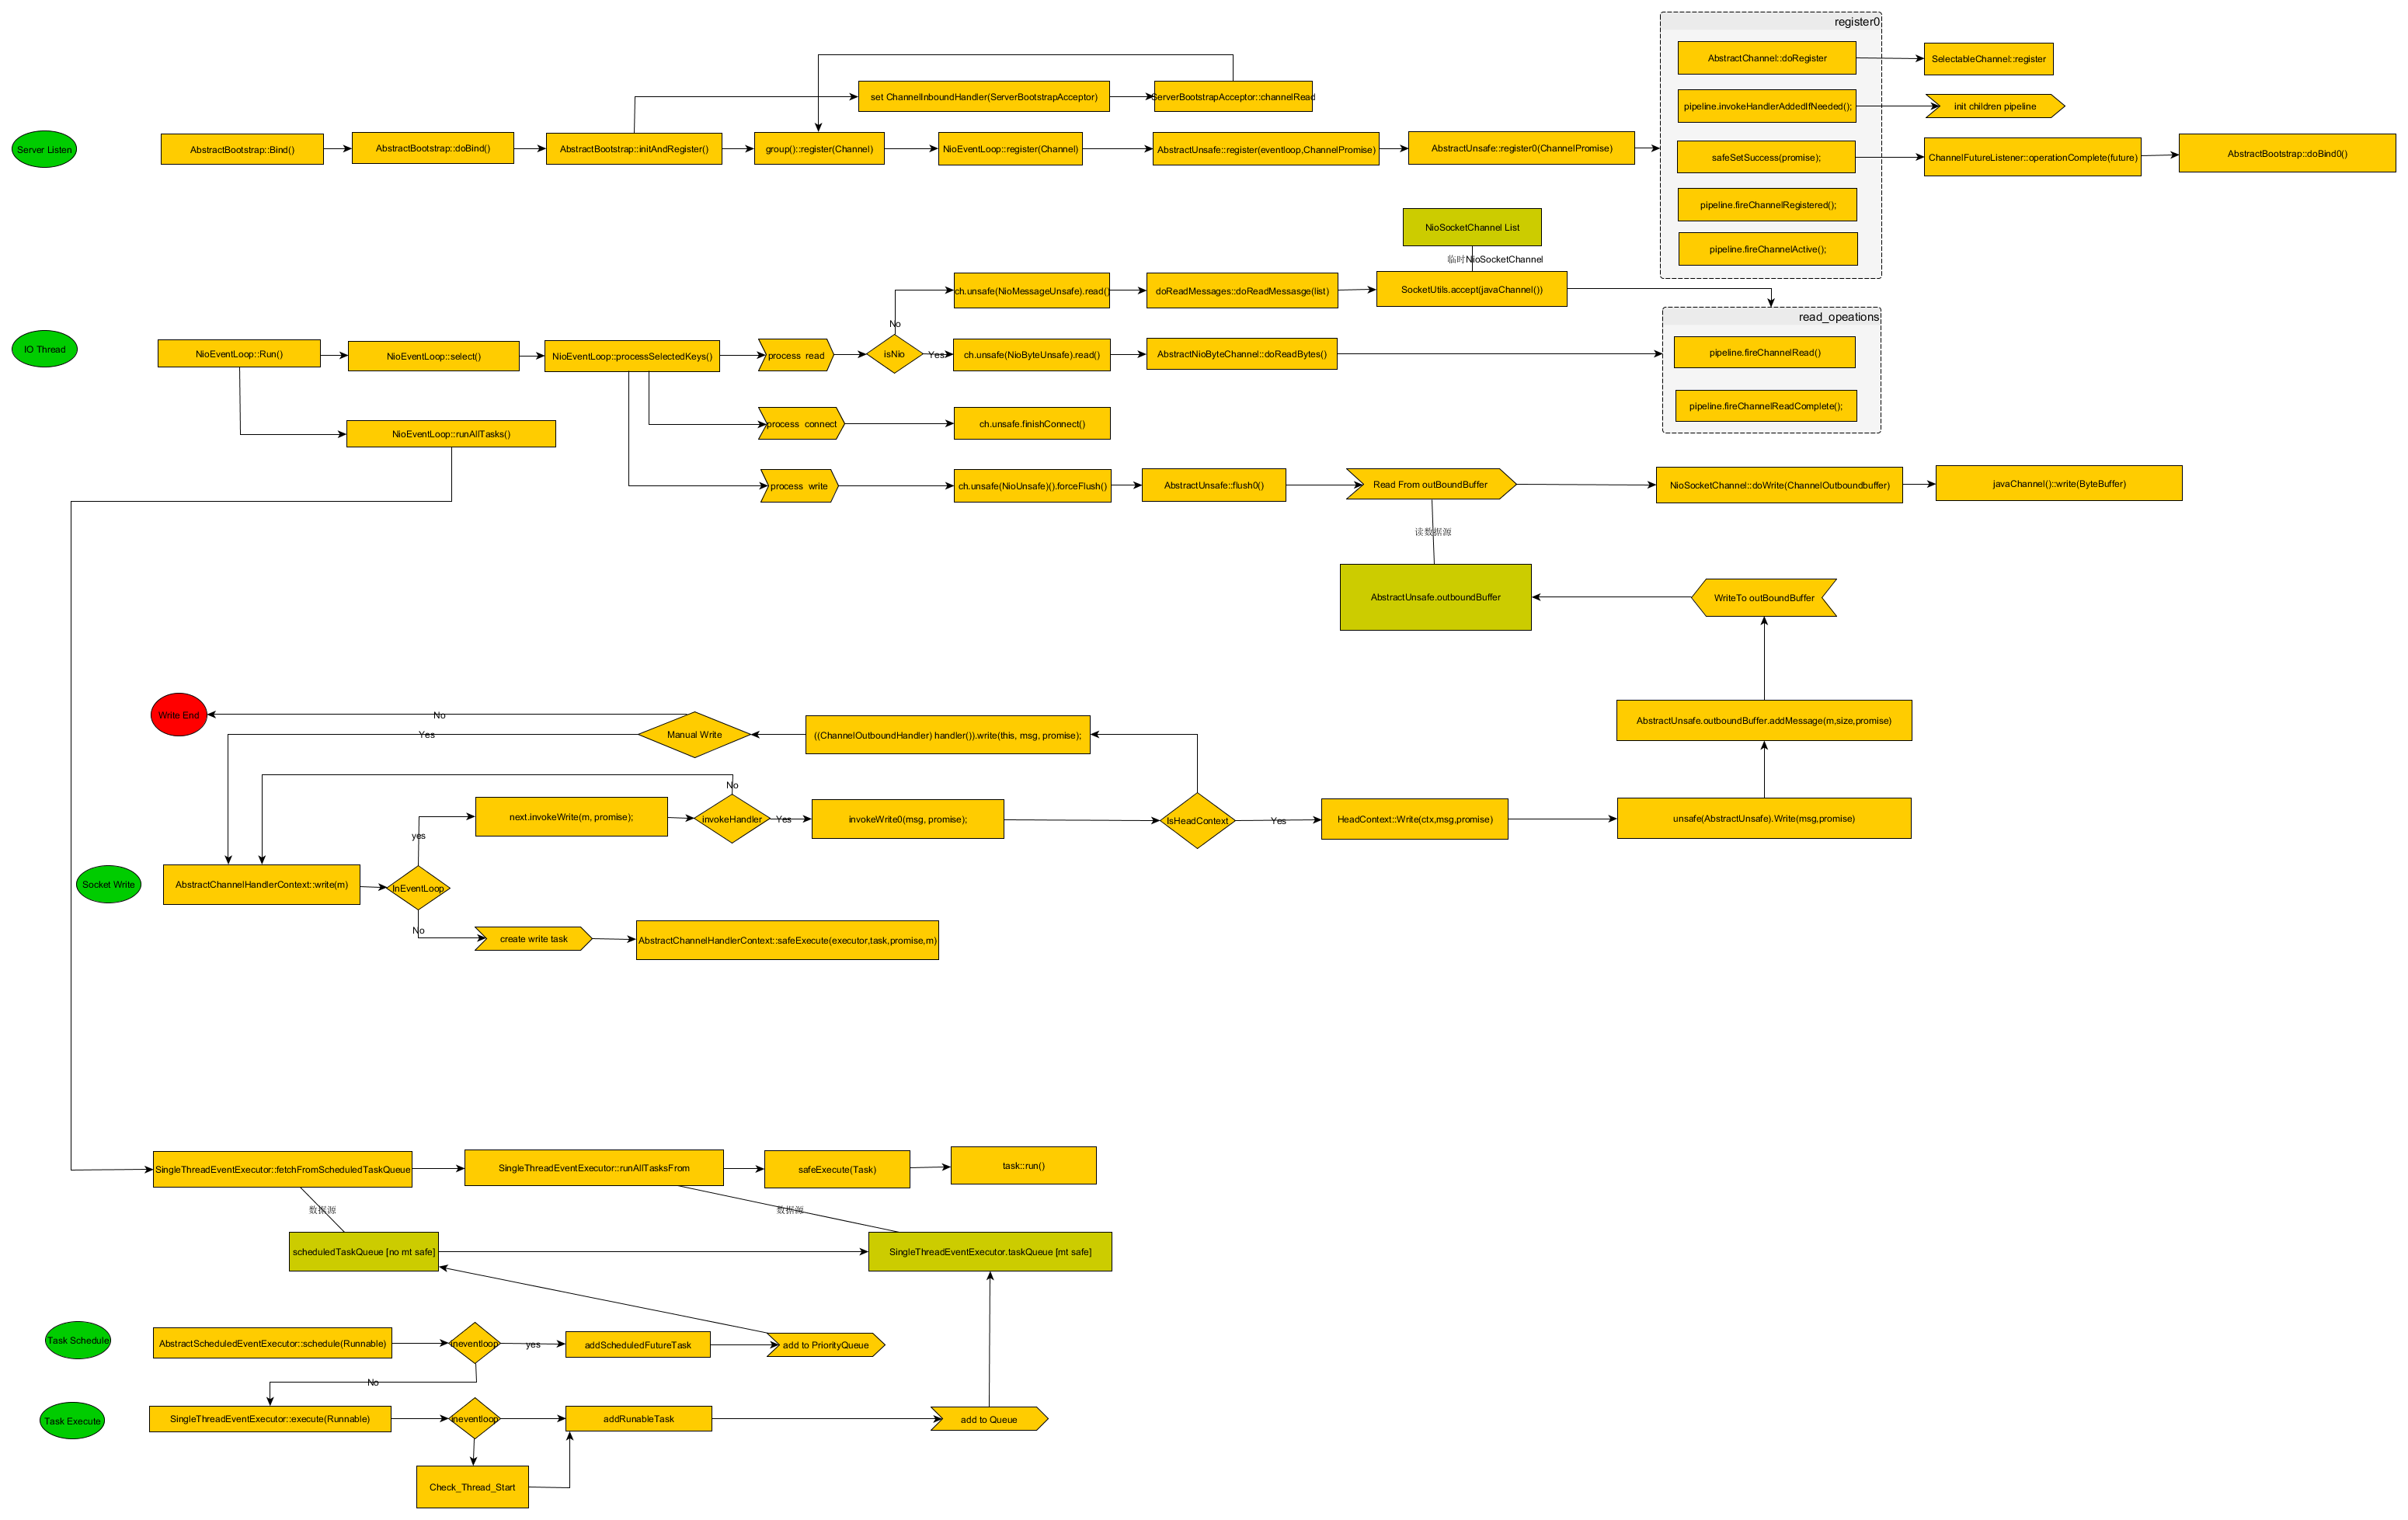 register0
AbstractChannel::doRegister
SelectableChannel::register
set ChannelInboundHandler(ServerBootstrapAcceptor)
ServerBootstrapAcceptor::channelRead
pipeline.invokeHandlerAddedIfNeeded();
init children pipeline
Server Listen
AbstractBootstrap::Bind()
AbstractBootstrap::doBind()
AbstractBootstrap::initAndRegister()
group()::register(Channel)
NioEventLoop::register(Channel)
AbstractUnsafe::register(eventloop,ChannelPromise)
AbstractUnsafe::register0(ChannelPromise)
safeSetSuccess(promise);
ChannelFutureListener::operationComplete(future)
AbstractBootstrap::doBind0()
pipeline.fireChannelRegistered();
NioSocketChannel List
pipeline.fireChannelActive();
临时NioSocketChannel
ch.unsafe(NioMessageUnsafe).read()
doReadMessages::doReadMessasge(list)
SocketUtils.accept(javaChannel())
read_opeations
No
IO Thread
NioEventLoop::Run()
NioEventLoop::select()
NioEventLoop::processSelectedKeys()
process  read
isNio
Yes
ch.unsafe(NioByteUnsafe).read()
AbstractNioByteChannel::doReadBytes()
pipeline.fireChannelRead()
pipeline.fireChannelReadComplete();
NioEventLoop::runAllTasks()
process  connect
ch.unsafe.finishConnect()
process  write
ch.unsafe(NioUnsafe)().forceFlush()
AbstractUnsafe::flush0()
Read From outBoundBuffer
NioSocketChannel::doWrite(ChannelOutboundbuffer)
javaChannel()::write(ByteBuffer)
读数据源
AbstractUnsafe.outboundBuffer
WriteTo outBoundBuffer
Write End
No
Yes
Manual Write
((ChannelOutboundHandler) handler()).write(this, msg, promise);
AbstractUnsafe.outboundBuffer.addMessage(m,size,promise)
No
next.invokeWrite(m, promise);
invokeHandler
Yes
invokeWrite0(msg, promise);
IsHeadContext
Yes
HeadContext::Write(ctx,msg,promise)
unsafe(AbstractUnsafe).Write(msg,promise)
yes
Socket Write
AbstractChannelHandlerContext::write(m)
InEventLoop
No
create write task
AbstractChannelHandlerContext::safeExecute(executor,task,promise,m)
SingleThreadEventExecutor::fetchFromScheduledTaskQueue
SingleThreadEventExecutor::runAllTasksFrom
safeExecute(Task)
task::run()
数据源
数据源
scheduledTaskQueue [no mt safe]
SingleThreadEventExecutor.taskQueue [mt safe]
Task Schedule
AbstractScheduledEventExecutor::schedule(Runnable)
ineventloop
yes
addScheduledFutureTask
add to PriorityQueue
No
Task Execute
SingleThreadEventExecutor::execute(Runnable)
ineventloop
addRunableTask
add to Queue
Check_Thread_Start